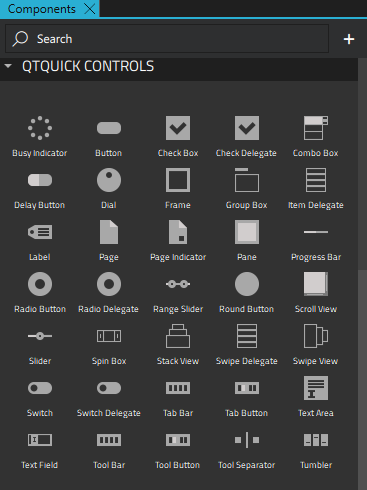 Components
Search
QTQUICK CONTROLS
Busy Indicator Button Check Box Check Delegate Combo Box
Delay Button Dial Frame Group Box Item Delegate
Label Page Page Indicator Pane Progress Bar
Radio Button Radio Delegate Range Slider Round Button Scroll View
Slider Spin Box Stack View Swipe Delegate Swipe View
Switch Switch Delegate Tab Bar Tab Button Text Area
Text Field Tool Bar Tool Button Tool Separator Tumbler